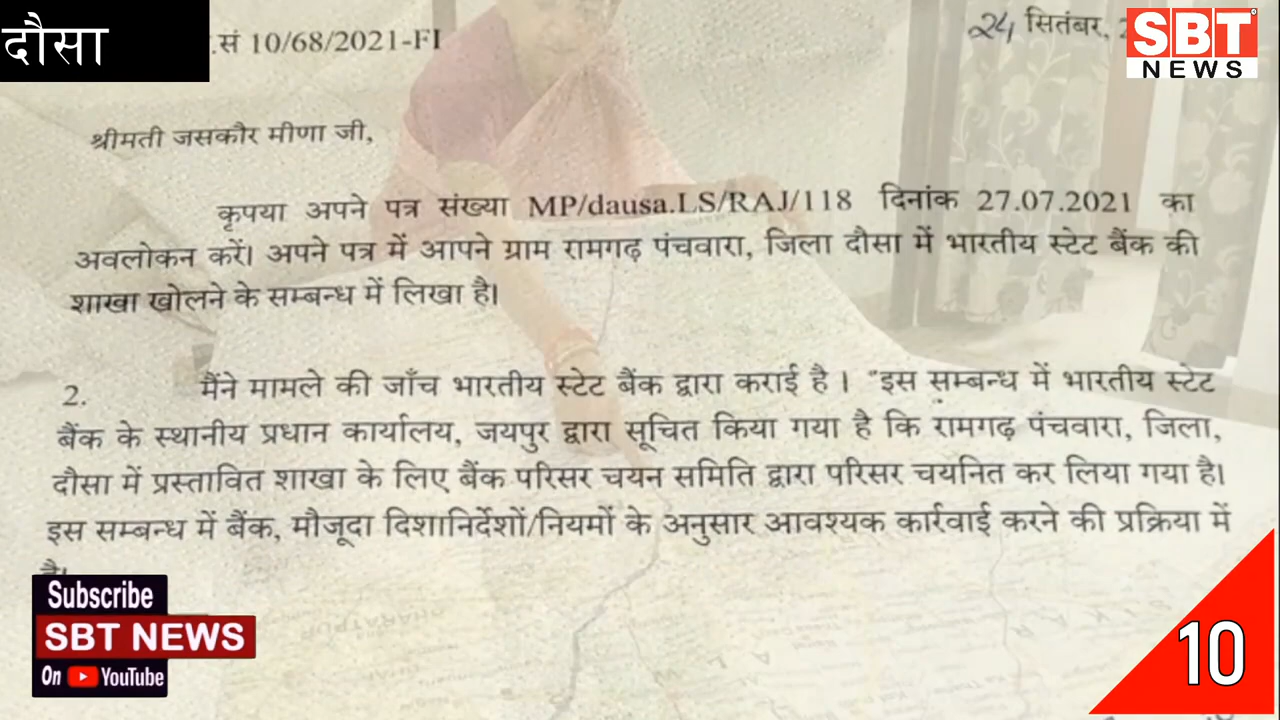 दौसा
.सं 10/68/2021-FI
24 सितंबर,
SBT
NEWS
श्रीमती जसकौर मीणा जी,
कृपया अपने पत्र संख्या MP/dausa.LS/RAJ/118 दिनांक 27.07.2021 का
अवलोकन करें। अपने पत्र में आपने ग्राम रामगढ़ पंचवारा, जिला दौसा में भारतीय स्टेट बैंक की
शाखा खोलने के सम्बन्ध में लिखा है।
2. मैंने मामले की जाँच भारतीय स्टेट बैंक द्वारा कराई है। "इस सम्बन्ध में भारतीय स्टेट
बैंक के स्थानीय प्रधान कार्यालय, जयपुर द्वारा सूचित किया गया है कि रामगढ़ पंचवारा, जिला,
दौसा में प्रस्तावित शाखा के लिए बैंक परिसर चयन समिति द्वारा परिसर चयनित कर लिया गया है।
इस सम्बन्ध में बैंक, मौजूदा दिशानिर्देशों/नियमों के अनुसार आवश्यक कार्रवाई करने की प्रक्रिया में
है।
Subscribe
SBT NEWS
On YouTube
10